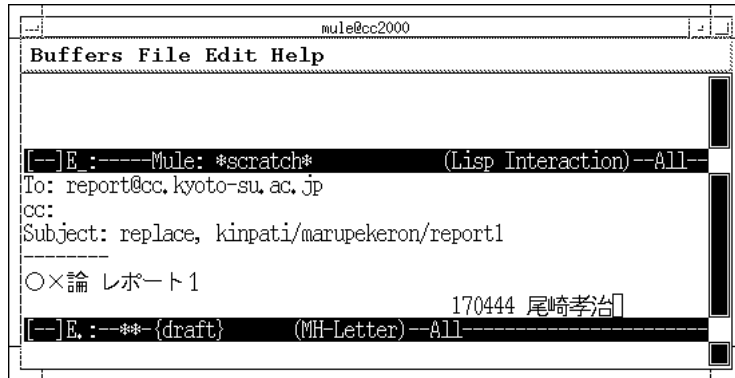 mule@cc2000
Buffers File Edit Help
[--]E_:-----Mule: *scratch* (Lisp Interaction)--All--
To: report@cc.kyoto-su.ac.jp
cc:
Subject: replace, kinpati/marupekeron/report1
--------
○×論 レポート1
170444 尾崎孝治
[--]E.:--**-{draft} (MH-Letter)--All-----------------------